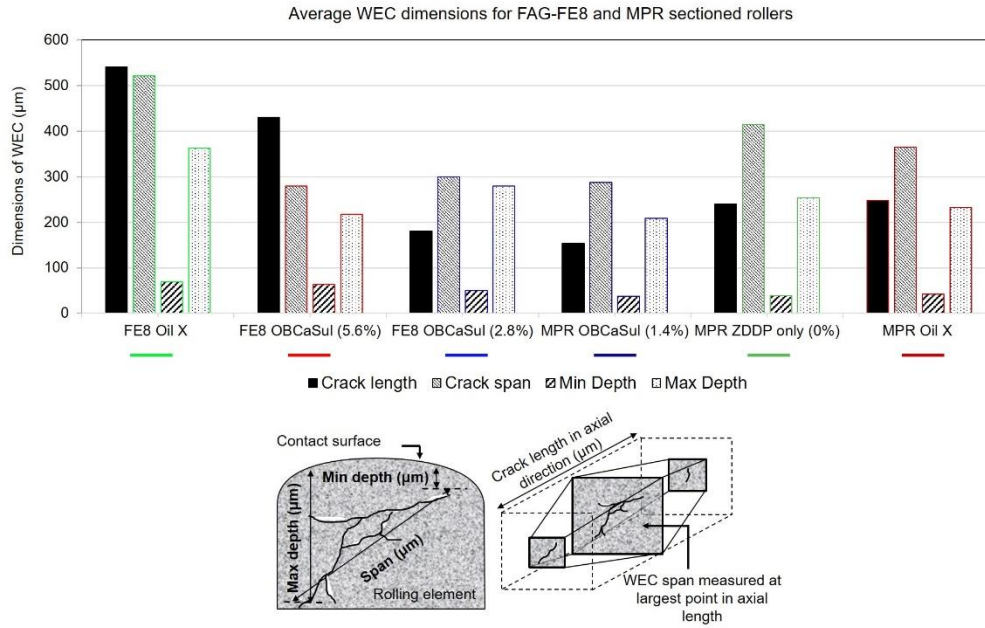 Average WEC dimensions for FAG-FE8 and MPR sectioned rollers
Dimensions of WEC (µm)
600
500
400
300
200
100
0
FE8 Oil X
FE8 OBCaSul (5.6%)
FE8 OBCaSul (2.8%)
MPR OBCaSul (1.4%)
MPR ZDDP only (0%)
MPR Oil X
Crack length
Crack span
Min Depth
Max Depth
Contact surface
Min depth (µm)
Max depth (µm)
Span (µm)
Rolling element
Crack length in axial
direction (µm)
WEC span measured at
largest point in axial
length